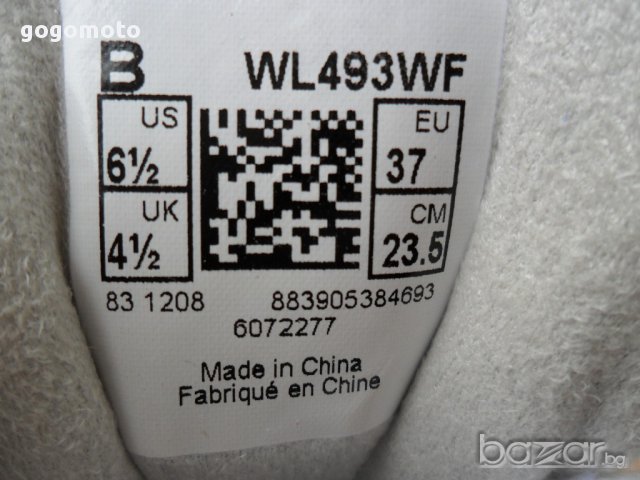 gogomoto
B WL493WF
US 6½ EU 37
UK 4½ CM 23.5
83 1208 883905384693
6072277
Made in China
Fabriqué en Chine
bazar.bg